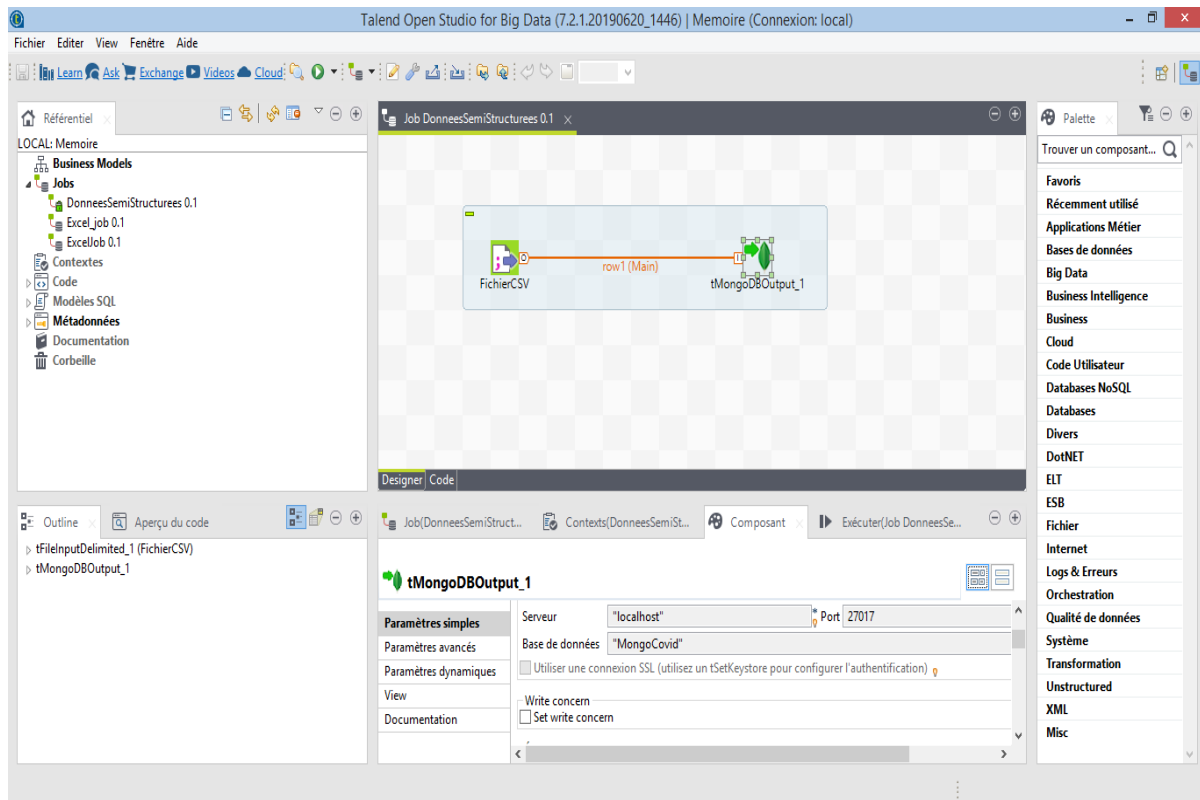 Talend Open Studio for Big Data (7.2.1.20190620_1446) | Memoire (Connexion: local)
Fichier Editer View Fenêtre Aide
Learn Ask Exchange Videos Cloud
Référentiel
LOCAL: Memoire
Business Models
Jobs
DonneesSemiStructurees 0.1
Excel_job 0.1
ExcelJob 0.1
Contextes
Code
Modèles SQL
Métadonnées
Documentation
Corbeille
Job DonneesSemiStructurees 0.1
FichierCSV
row1 (Main)
tMongoDBOutput_1
Designer Code
Palette
Trouver un composant...
Favoris
Récemment utilisé
Applications Métier
Bases de données
Big Data
Business Intelligence
Business
Cloud
Code Utilisateur
Databases NoSQL
Databases
Divers
DotNET
ELT
ESB
Fichier
Internet
Logs & Erreurs
Orchestration
Qualité de données
Système
Transformation
Unstructured
XML
Misc
Outline Aperçu du code
tFileInputDelimited_1 (FichierCSV)
tMongoDBOutput_1
Job(DonneesSemiStruct... Contexts(DonneesSemiSt... Composant Exécuter(Job DonneesSe...
tMongoDBOutput_1
Paramètres simples
Paramètres avancés
Paramètres dynamiques
View
Documentation
Serveur "localhost" * Port 27017
Base de données "MongoCovid"
Utiliser une connexion SSL (utilisez un tSetKeystore pour configurer l'authentification)
Write concern
Set write concern